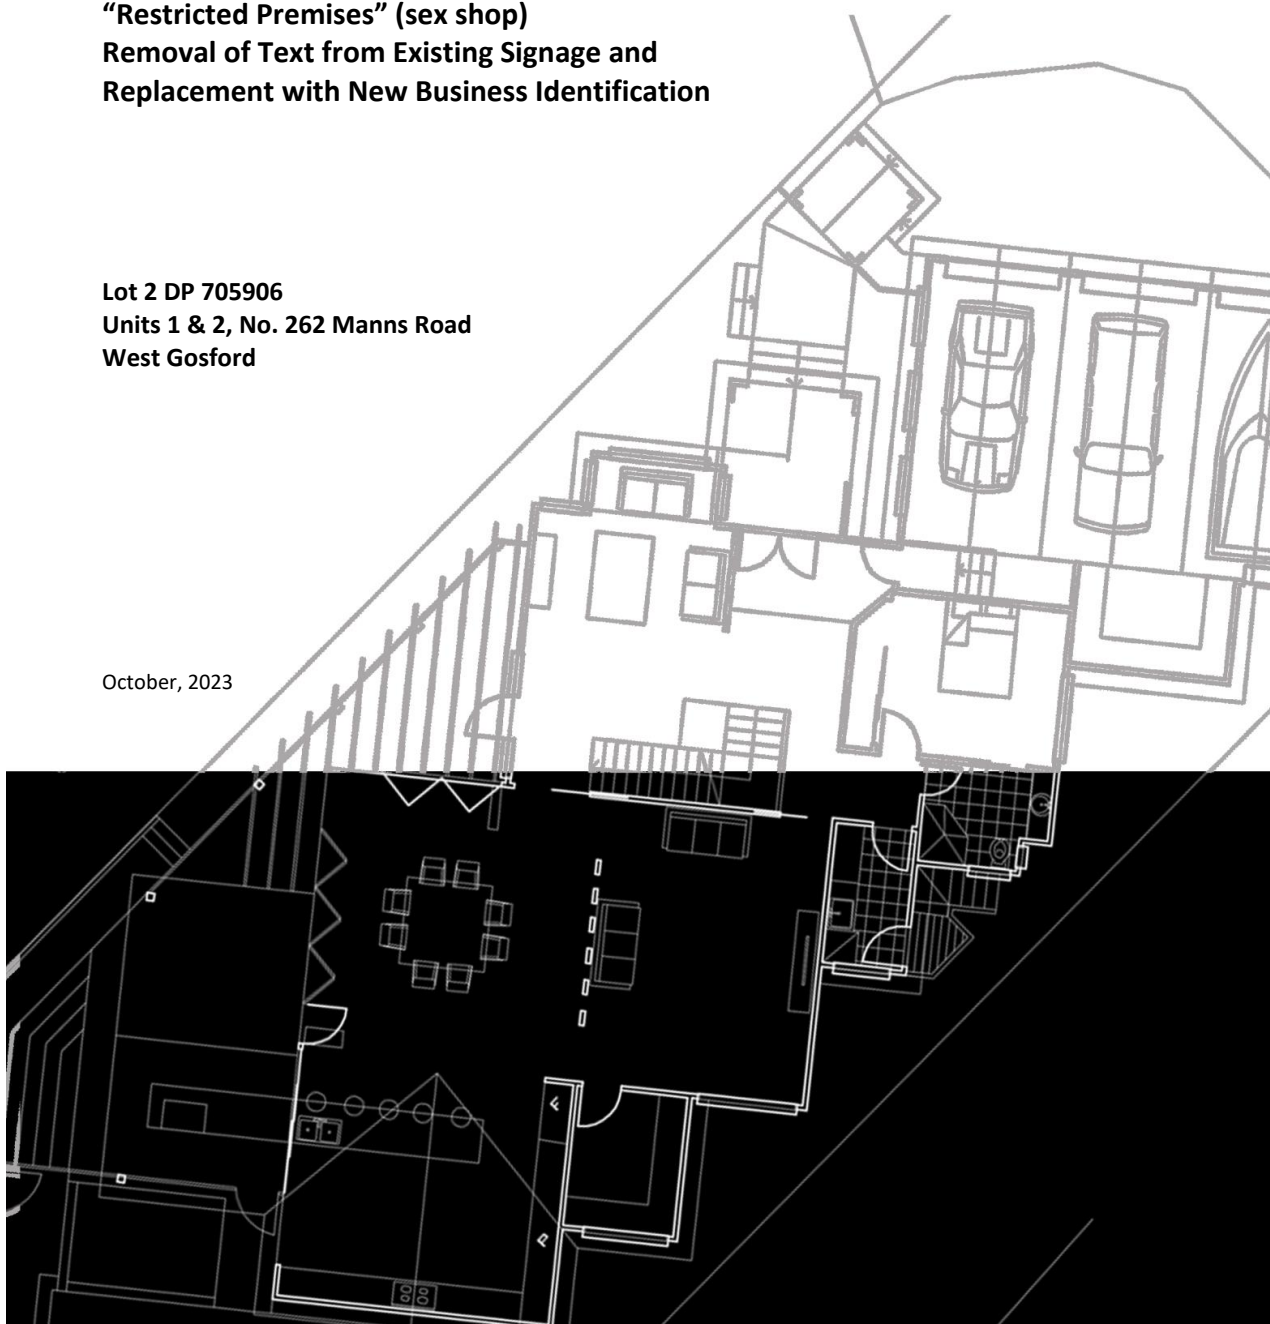 “Restricted Premises” (sex shop)
Removal of Text from Existing Signage and
Replacement with New Business Identification
Lot 2 DP 705906
Units 1 & 2, No. 262 Manns Road
West Gosford
October, 2023
F
P